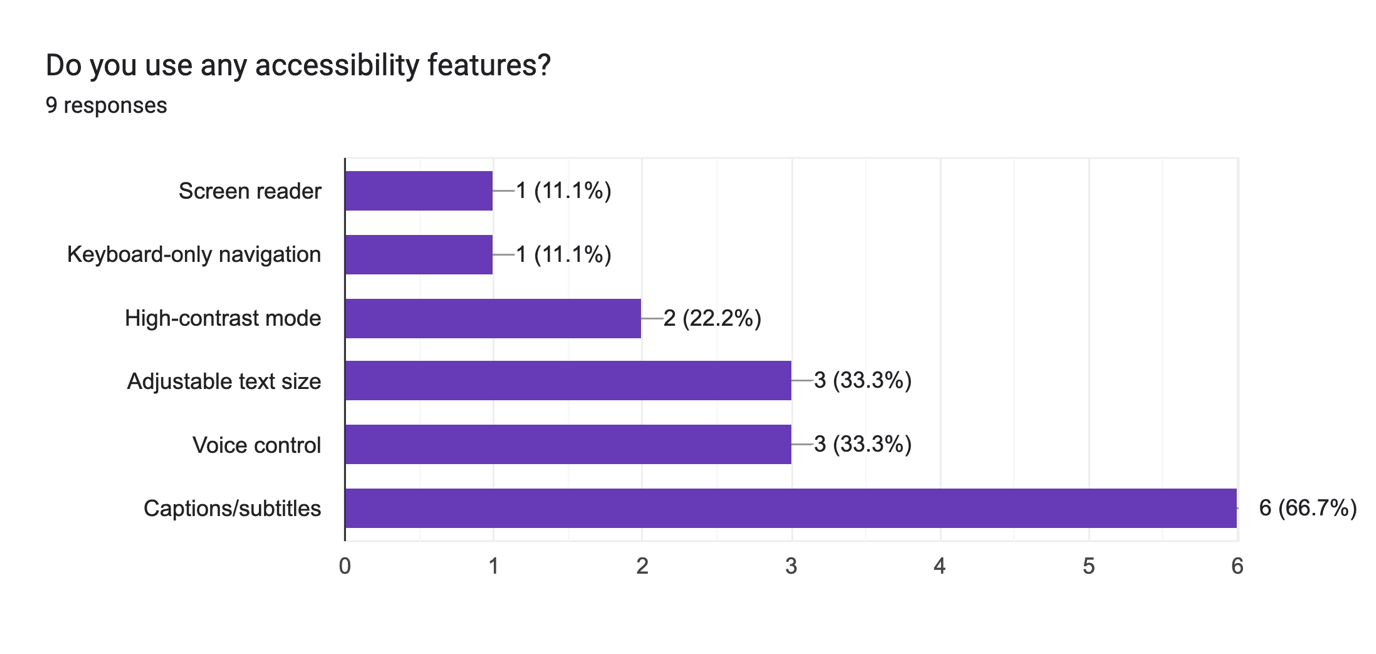 Do you use any accessibility features?
9 responses
Screen reader 1 (11.1%)
Keyboard-only navigation 1 (11.1%)
High-contrast mode 2 (22.2%)
Adjustable text size 3 (33.3%)
Voice control 3 (33.3%)
Captions/subtitles 6 (66.7%)
0 1 2 3 4 5 6